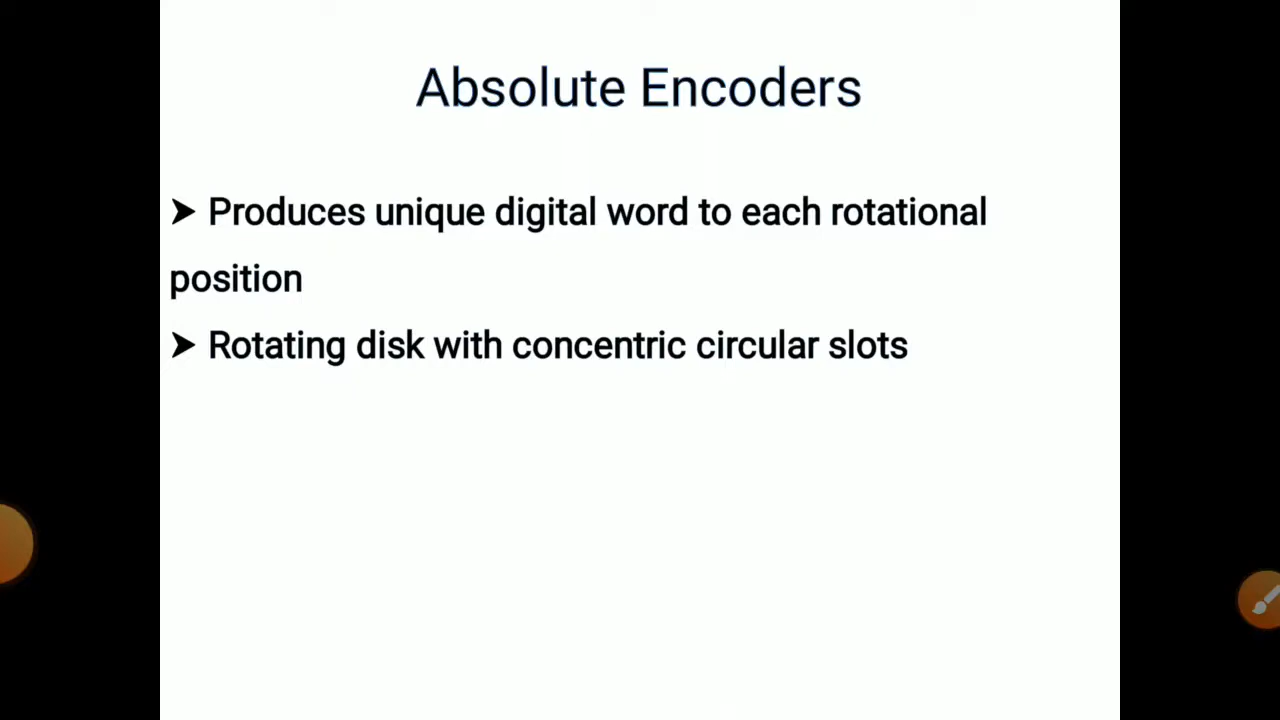 Absolute Encoders
➤ Produces unique digital word to each rotational
position
➤ Rotating disk with concentric circular slots